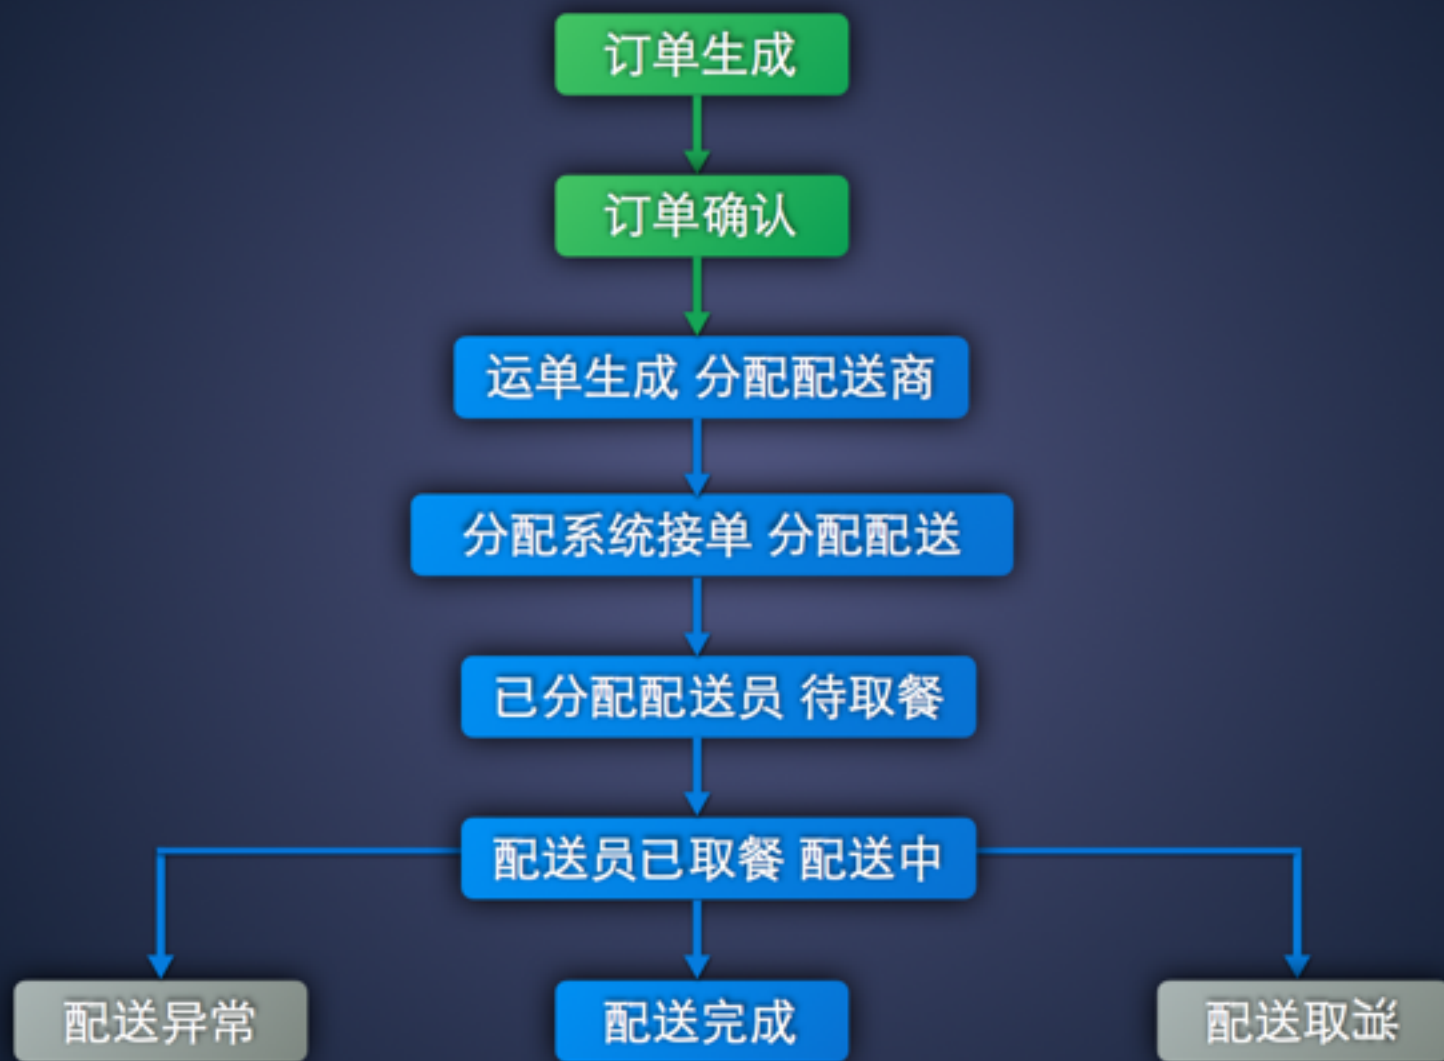 订单生成
订单确认
运单生成 分配配送商
分配系统接单 分配配送
已分配配送员 待取餐
配送员已取餐 配送中
配送异常
配送完成
配送取